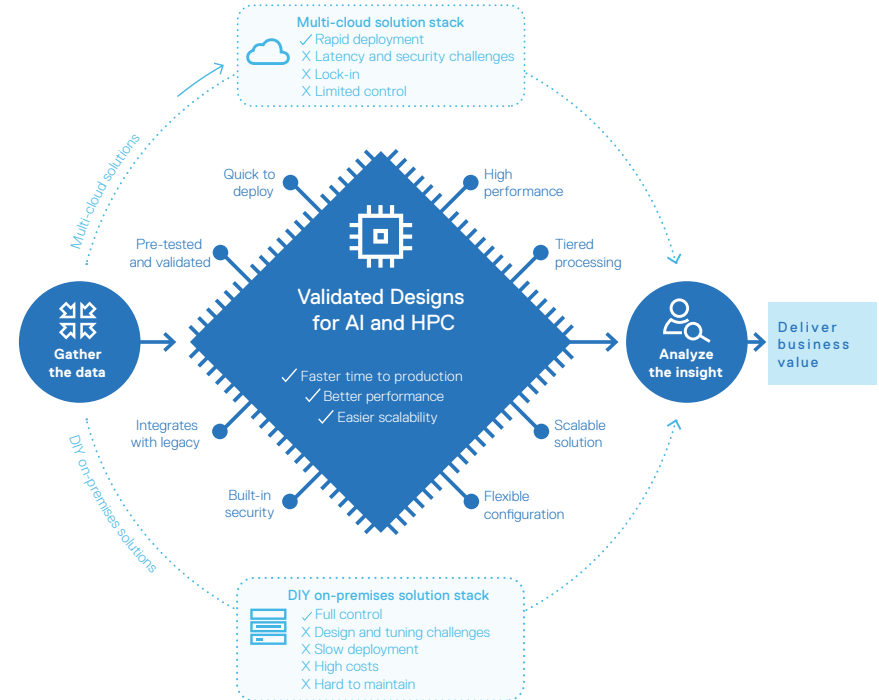 Multi-cloud solution stack
✓ Rapid deployment
X Latency and security challenges
X Lock-in
X Limited control
Multi-cloud solutions
Quick to
deploy
High
performance
Pre-tested
and validated
Tiered
processing
Validated Designs
for AI and HPC
✓ Faster time to production
✓ Better performance
✓ Easier scalability
Gather
the data
Analyze
the insight
Deliver
business
value
Integrates
with legacy
Scalable
solution
Built-in
security
Flexible
configuration
DIY on-premises solutions
DIY on-premises solution stack
✓ Full control
X Design and tuning challenges
X Slow deployment
X High costs
X Hard to maintain